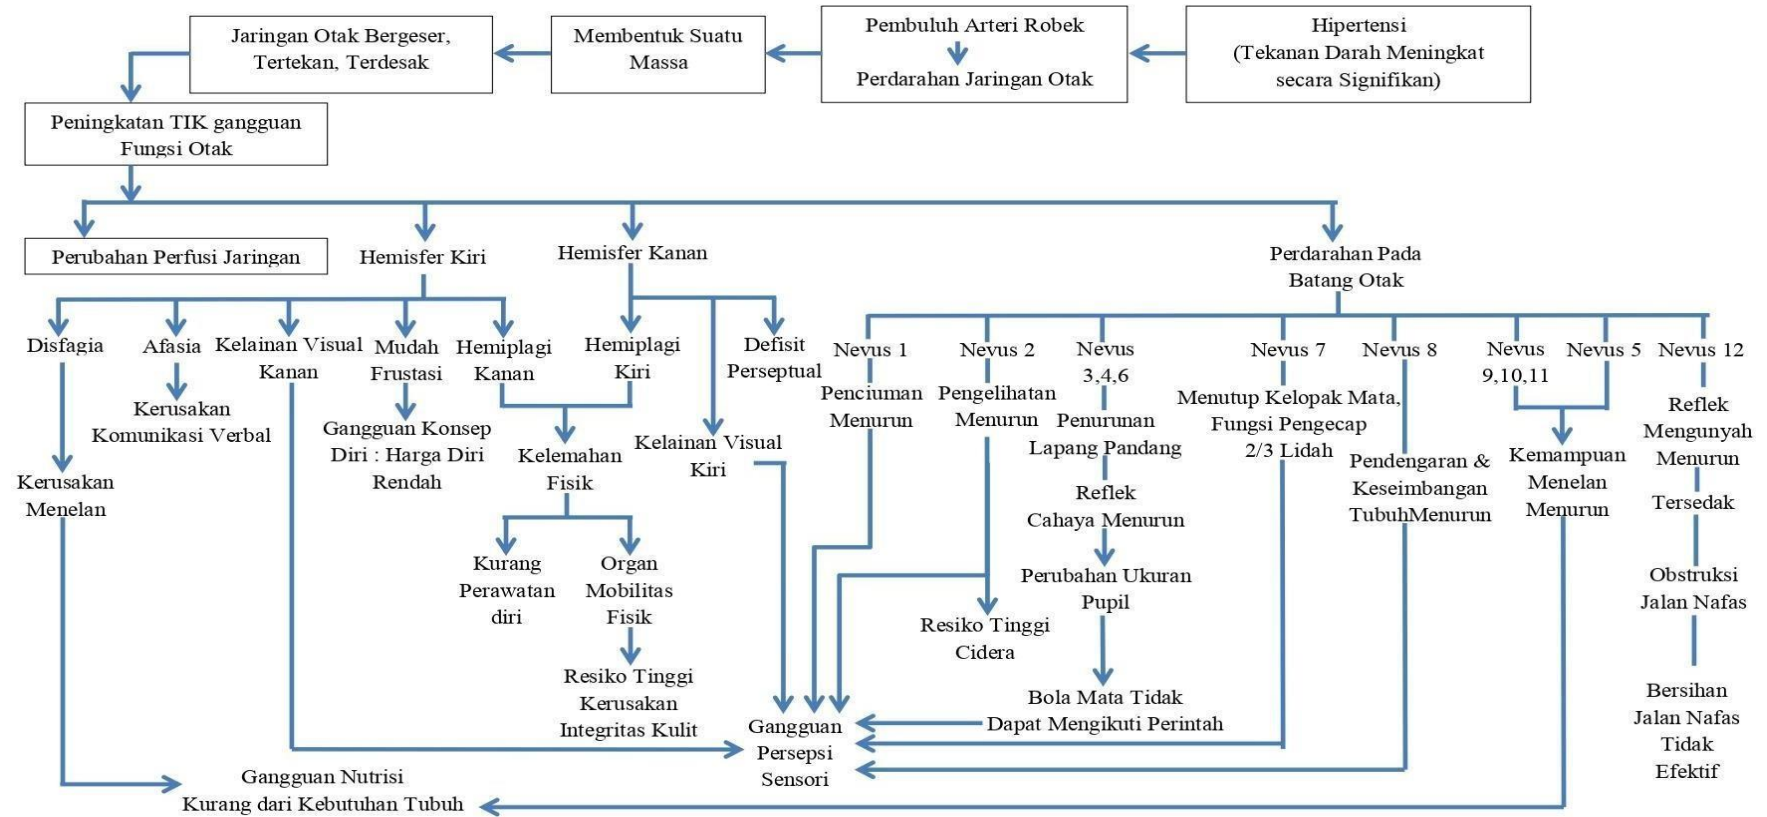 Jaringan Otak Bergeser,
Tertekan, Terdesak
Membentuk Suatu
Massa
Pembuluh Arteri Robek
Perdarahan Jaringan Otak
Hipertensi
(Tekanan Darah Meningkat
secara Signifikan)
Peningkatan TIK gangguan
Fungsi Otak
Perubahan Perfusi Jaringan
Hemisfer Kiri
Hemisfer Kanan
Perdarahan Pada
Batang Otak
Disfagia
Afasia
Kelainan Visual
Kanan
Mudah
Frustasi
Hemiplagi
Kanan
Hemiplagi
Kiri
Defisit
Perseptual
Nevus 1
Nevus 2
Nevus
3,4,6
Nevus 7
Nevus 8
Nevus
9,10,11
Nevus 5
Nevus 12
Kerusakan
Komunikasi Verbal
Gangguan Konsep
Diri : Harga Diri
Rendah
Kelemahan
Fisik
Kelainan Visual
Kiri
Penciuman
Menurun
Pengelihatan
Menurun
Penurunan
Lapang Pandang
Menutup Kelopak Mata,
Fungsi Pengecap
2/3 Lidah
Pendengaran &
Keseimbangan
TubuhMenurun
Kemampuan
Menelan
Menurun
Reflek
Mengunyah
Menurun
Kerusakan
Menelan
Reflek
Cahaya Menurun
Tersedak
Kurang
Perawatan
diri
Organ
Mobilitas
Fisik
Perubahan Ukuran
Pupil
Obstruksi
Jalan Nafas
Resiko Tinggi
Cidera
Resiko Tinggi
Kerusakan
Integritas Kulit
Bola Mata Tidak
Dapat Mengikuti Perintah
Bersihan
Jalan Nafas
Tidak
Efektif
Gangguan
Persepsi
Sensori
Gangguan Nutrisi
Kurang dari Kebutuhan Tubuh